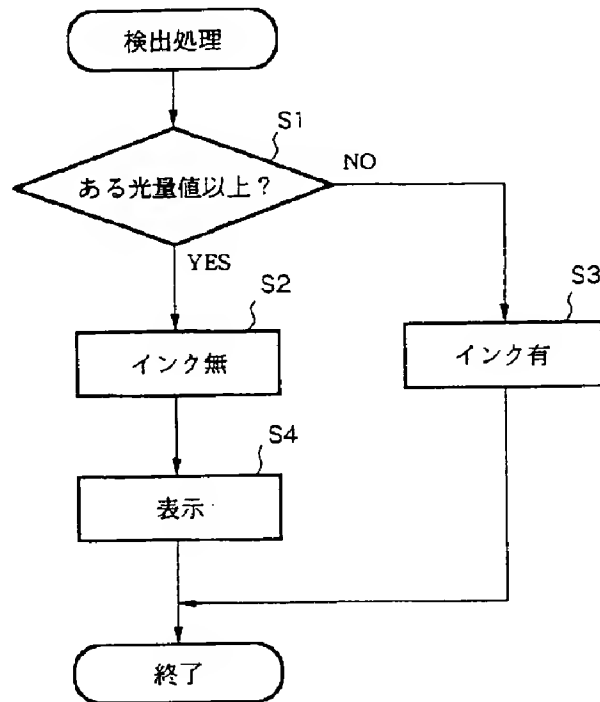 検出処理
S1
ある光量値以上？
NO
YES
S2
S3
インク無
インク有
S4
表示
終了